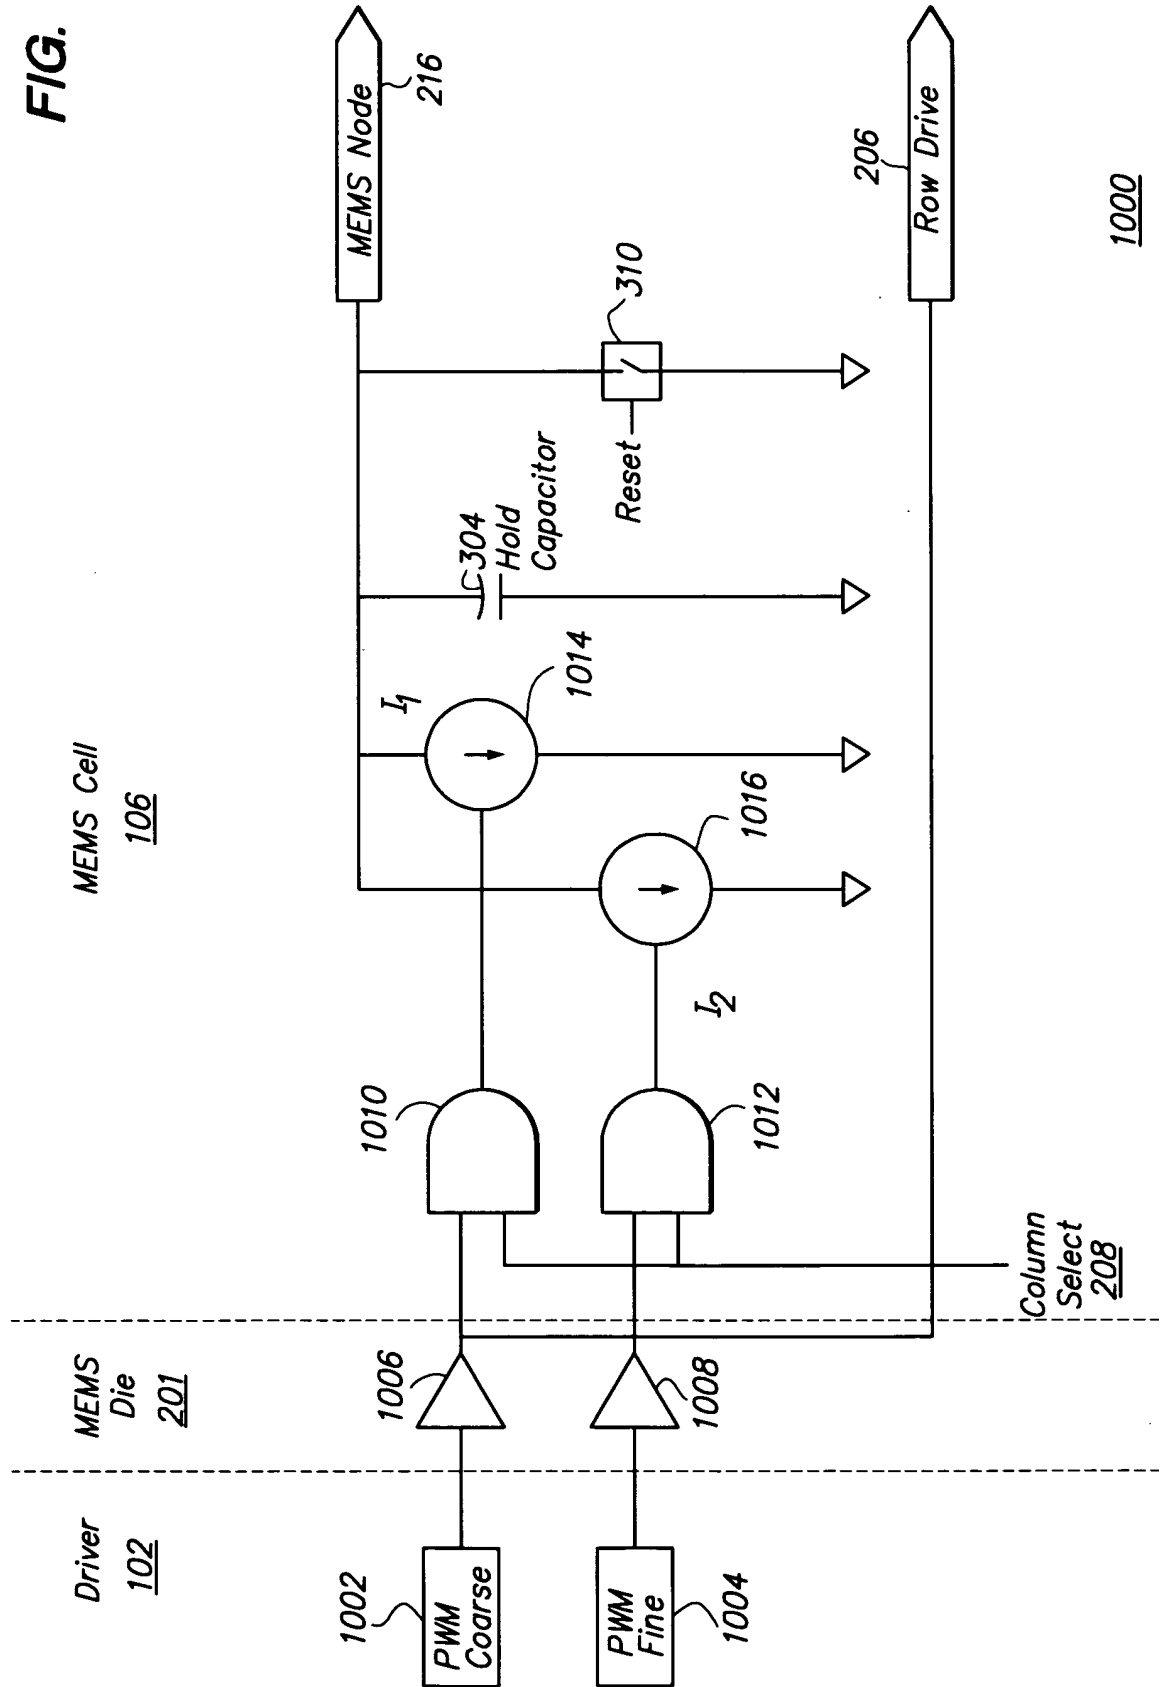 FIG.
Driver
102
MEMS
Die
201
MEMS Cell
106
1002
PWM
Coarse
1006
1010
I1
1014
304
Hold
Capacitor
MEMS Node
216
PWM
Fine
1004
1008
1012
I2
1016
Reset
310
206
Row Drive
Column
Select
208
1000